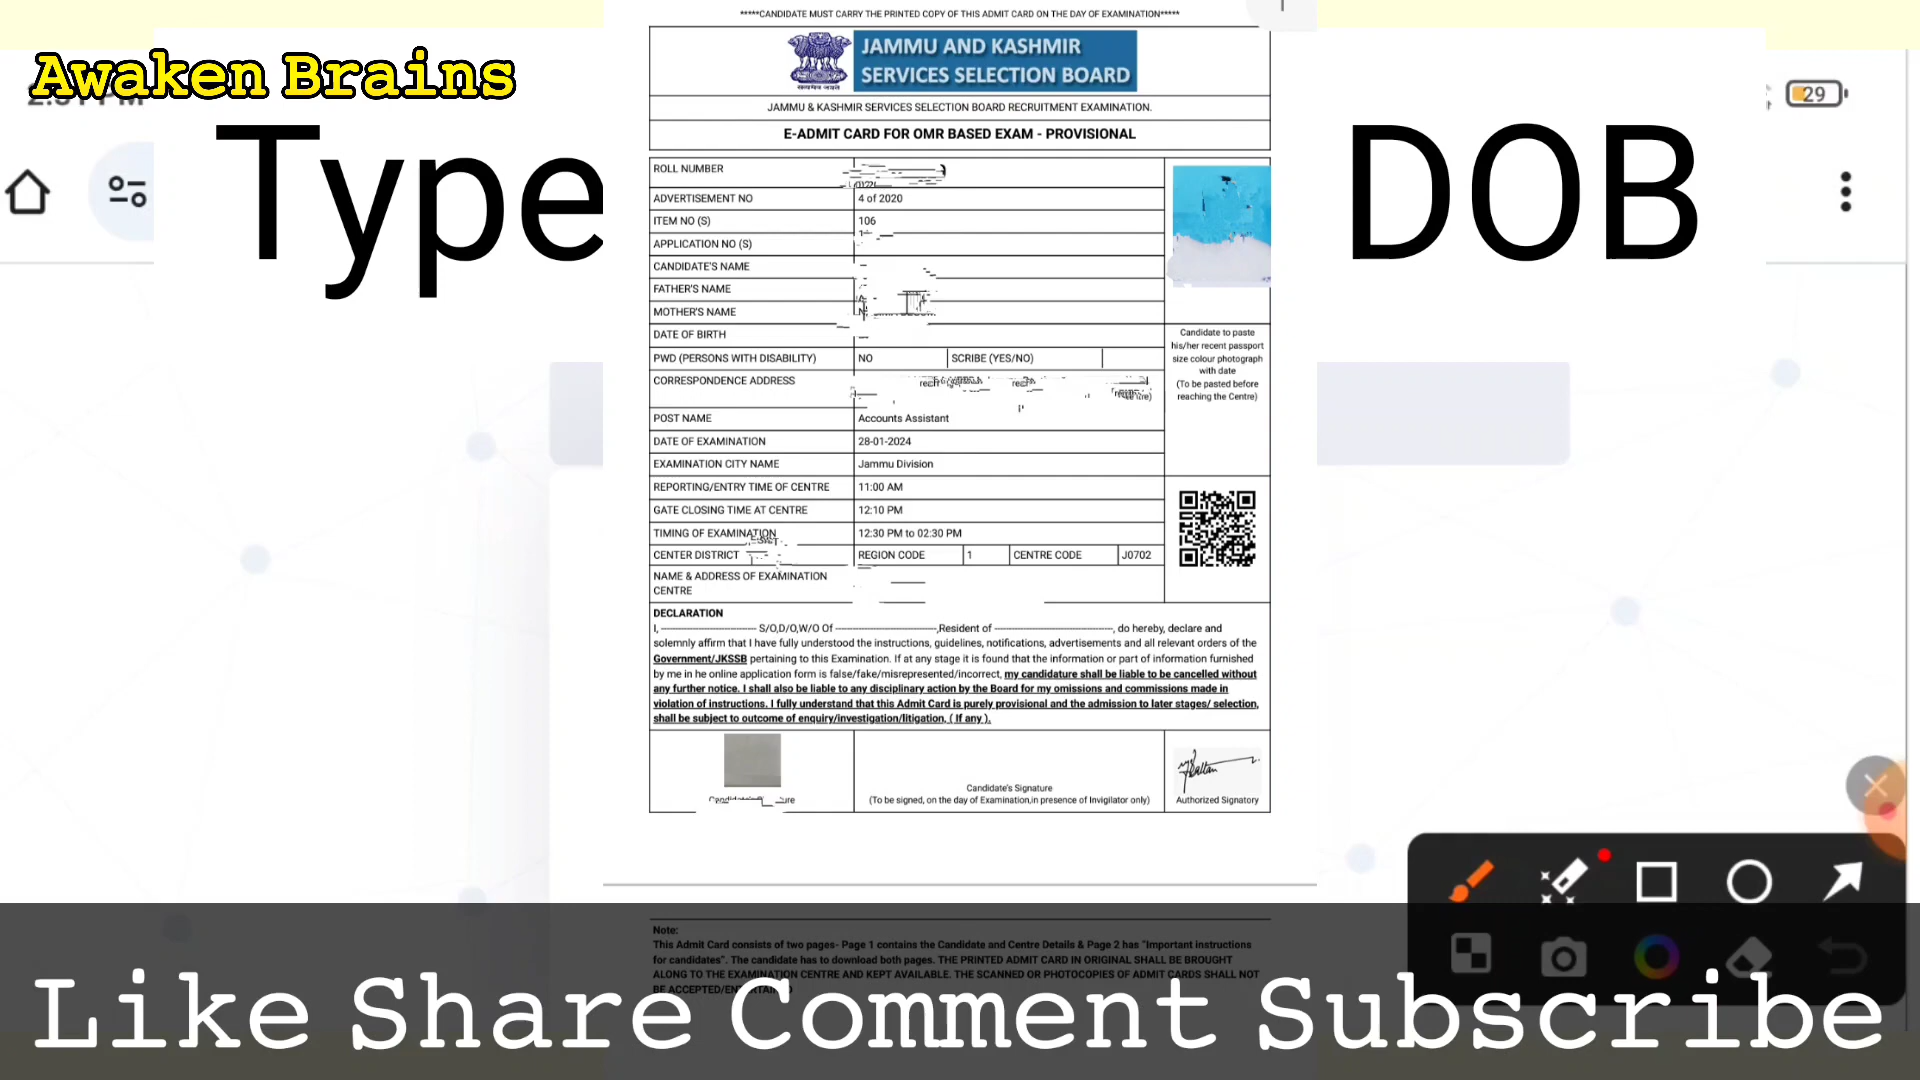 *****CANDIDATE MUST CARRY THE PRINTED COPY OF THIS ADMIT CARD ON THE DAY OF EXAMINATION*****
Awaken Brains
29
Type DOB
JAMMU AND KASHMIR
SERVICES SELECTION BOARD
JAMMU & KASHMIR SERVICES SELECTION BOARD RECRUITMENT EXAMINATION.
E-ADMIT CARD FOR OMR BASED EXAM - PROVISIONAL
ROLL NUMBER
ADVERTISEMENT NO 4 of 2020
ITEM NO (S) 106
APPLICATION NO (S)
CANDIDATE'S NAME
FATHER'S NAME
MOTHER'S NAME
DATE OF BIRTH
PWD (PERSONS WITH DISABILITY) NO SCRIBE (YES/NO)
CORRESPONDENCE ADDRESS
Candidate to paste
his/her recent passport
size colour photograph
with date
(To be pasted before
reaching the Centre)
POST NAME Accounts Assistant
DATE OF EXAMINATION 28-01-2024
EXAMINATION CITY NAME Jammu Division
REPORTING/ENTRY TIME OF CENTRE 11:00 AM
GATE CLOSING TIME AT CENTRE 12:10 PM
TIMING OF EXAMINATION 12:30 PM to 02:30 PM
CENTER DISTRICT REGION CODE 1 CENTRE CODE J0702
NAME & ADDRESS OF EXAMINATION
CENTRE
DECLARATION
I, ------------------------------ S/O,D/O,W/O Of --------------------------------,Resident of ------------------------------------, do hereby, declare and
solemnly affirm that I have fully understood the instructions, guidelines, notifications, advertisements and all relevant orders of the
Government/JKSSB pertaining to this Examination. If at any stage it is found that the information or part of information furnished
by me in he online application form is false/fake/misrepresented/incorrect, my candidature shall be liable to be cancelled without
any further notice. I shall also be liable to any disciplinary action by the Board for my omissions and commissions made in
violation of instructions. I fully understand that this Admit Card is purely provisional and the admission to later stages/ selection,
shall be subject to outcome of enquiry/investigation/litigation, ( If any ).
Candidate's Signature
(To be signed, on the day of Examination,in presence of Invigilator only)
Authorized Signatory
Note:
This Admit Card consists of two pages- Page 1 contains the Candidate and Centre Details & Page 2 has "Important instructions
for candidates". The candidate has to download both pages. THE PRINTED ADMIT CARD IN ORIGINAL SHALL BE BROUGHT
ALONG TO THE EXAMINATION CENTRE AND KEPT AVAILABLE. THE SCANNED OR PHOTOCOPIES OF ADMIT CARDS SHALL NOT
BE
Like Share Comment Subscribe